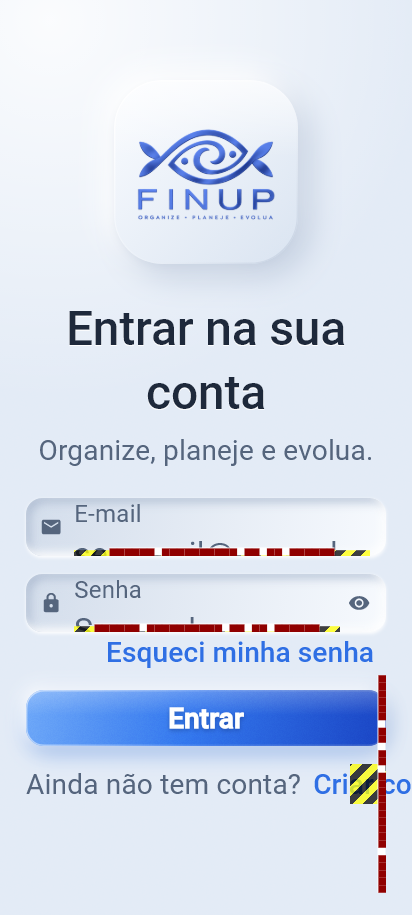 FINUP
ORGANIZE • PLANEJE • EVOLUA
Entrar na sua
conta
Organize, planeje e evolua.
E-mail
Senha
Esqueci minha senha
Entrar
Ainda não tem conta?